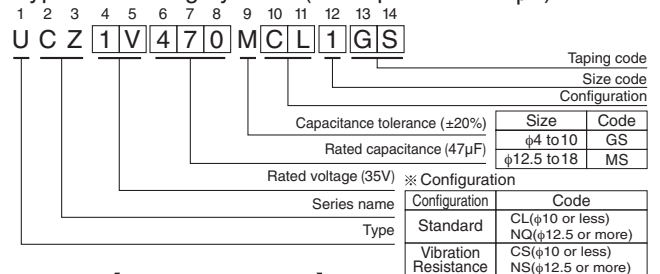 1 2 3 4 5 6 7 8 9 10 11 12 13 14
U C Z 1 V 4 7 0 M C L 1 G S
Taping code
Size code
Configuration
Capacitance tolerance (±20%)
Rated capacitance (47µF)
Rated voltage (35V)
Series name
Type
Size Code
ϕ4 to10 GS
ϕ12.5 to18 MS
※ Configuration
Configuration Code
Standard CL(ϕ10 or less)
NQ(ϕ12.5 or more)
Vibration Resistance CS(ϕ10 or less)
NS(ϕ12.5 or more)